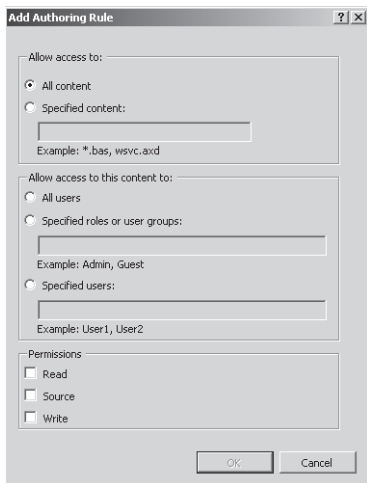 Add Authoring Rule
Allow access to:
All content
Specified content:
Example: *.bas, wsvc.axd
Allow access to this content to:
All users
Specified roles or user groups:
Example: Admin, Guest
Specified users:
Example: User1, User2
Permissions
Read
Source
Write
OK
Cancel